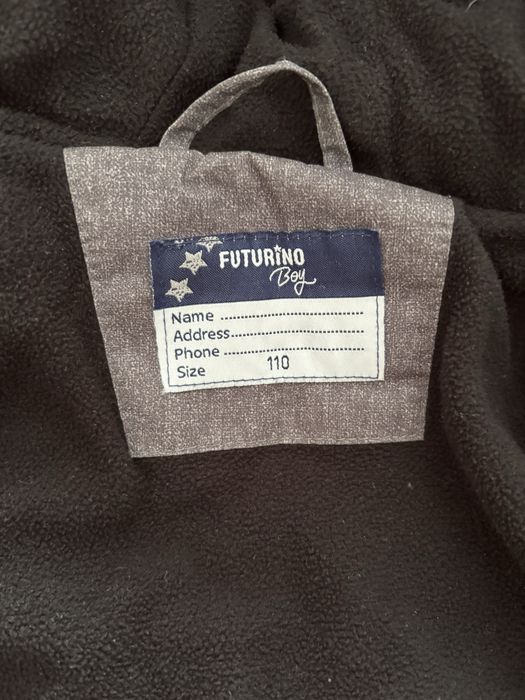 FUTURiNO
Boy
Name ................................
Address..............................
Phone ...............................
Size 110